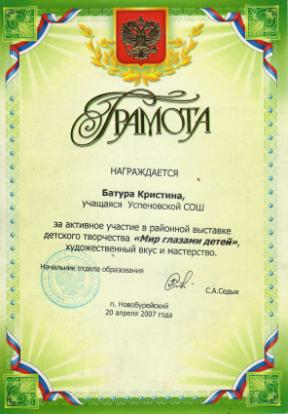 ГРАМОТА
НАГРАЖДАЕТСЯ
Батура Кристина,
учащаяся Успеновской СОШ
за активное участие в районной выставке
детского творчества «Мир глазами детей»,
художественный вкус и мастерство.
Начальник отдела образования
С.А.Седых
п. Новобурейский
20 апреля 2007 года